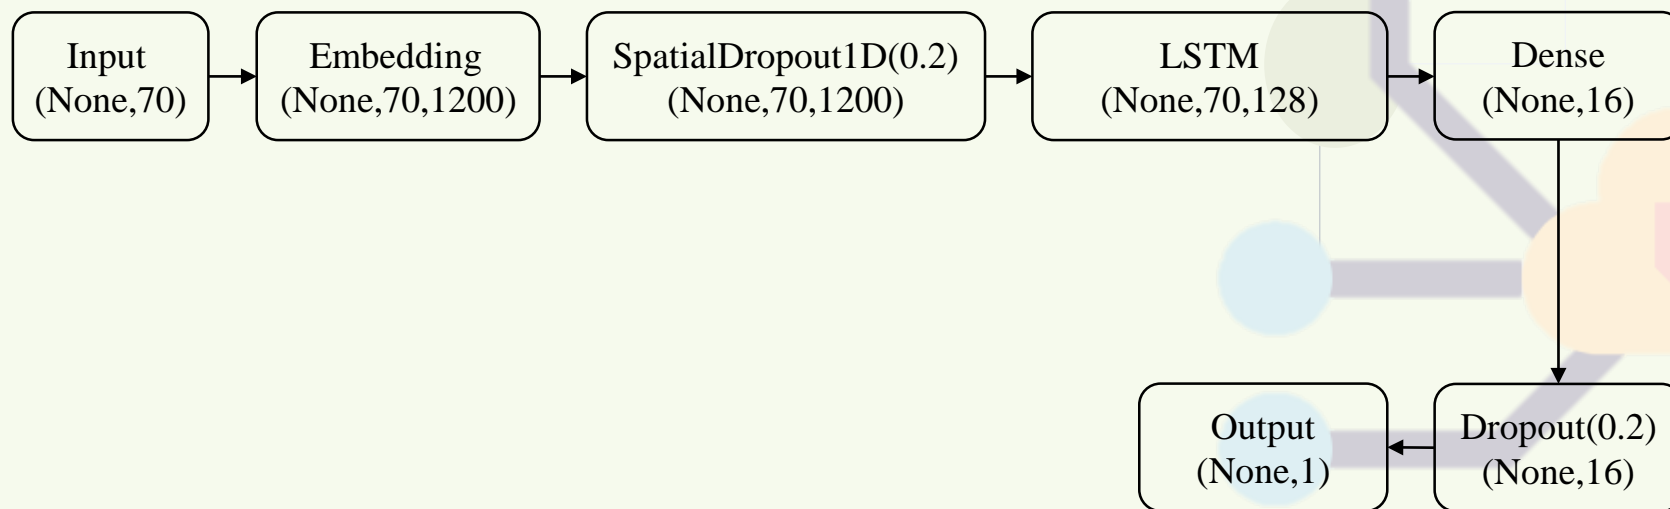 Input
(None,70)
Embedding
(None,70,1200)
SpatialDropout1D(0.2)
(None,70,1200)
LSTM
(None,70,128)
Dense
(None,16)
Dropout(0.2)
(None,16)
Output
(None,1)